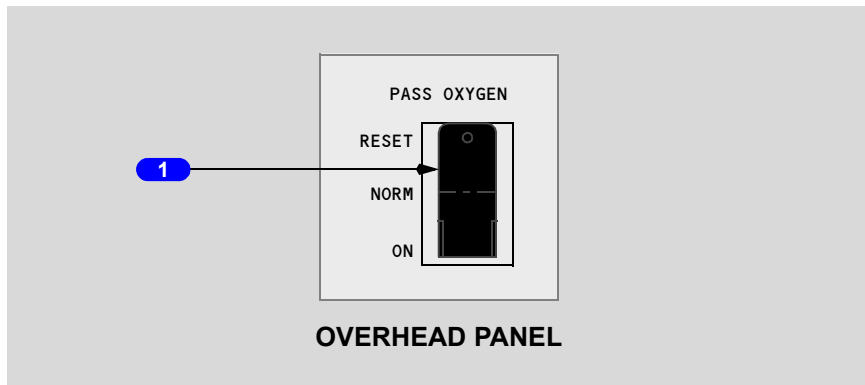 PASS OXYGEN
RESET
1
NORM
ON
OVERHEAD PANEL